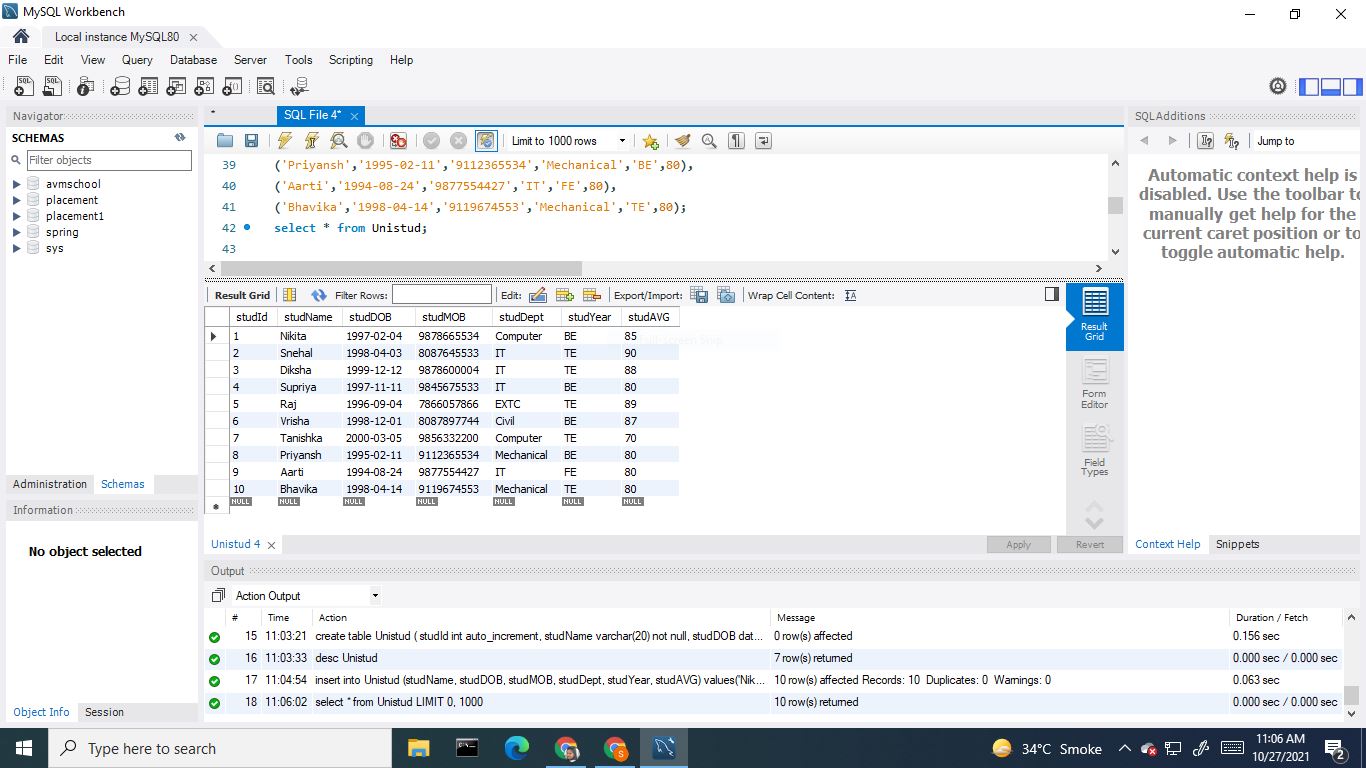 MySQL Workbench
Local instance MySQL80
File Edit View Query Database Server Tools Scripting Help
Navigator
SCHEMAS
Filter objects
avmschool
placement
placement1
spring
sys
Administration Schemas
Information
No object selected
Object Info Session
* SQL File 4*
Limit to 1000 rows
39 ('Priyansh','1995-02-11','9112365534','Mechanical','BE',80),
40 ('Aarti','1994-08-24','9877554427','IT','FE',80),
41 ('Bhavika','1998-04-14','9119674553','Mechanical','TE',80);
42 select * from Unistud;
43
Result Grid Filter Rows: Edit: Export/Import: Wrap Cell Content: IA
studId studName studDOB studMOB studDept studYear studAVG
1 Nikita 1997-02-04 9878665534 Computer BE 85
2 Snehal 1998-04-03 8087645533 IT TE 90
3 Diksha 1999-12-12 9878600004 IT TE 88
4 Supriya 1997-11-11 9845675533 IT BE 80
5 Raj 1996-09-04 7866057866 EXTC TE 89
6 Vrisha 1998-12-01 8087897744 Civil BE 87
7 Tanishka 2000-03-05 9856332200 Computer TE 70
8 Priyansh 1995-02-11 9112365534 Mechanical BE 80
9 Aarti 1994-08-24 9877554427 IT FE 80
10 Bhavika 1998-04-14 9119674553 Mechanical TE 80
NULL NULL NULL NULL NULL NULL NULL
Result
Grid
Form
Editor
Field
Types
Unistud 4
Apply Revert
SQLAdditions
Jump to
Automatic context help is
disabled. Use the toolbar to
manually get help for the
current caret position or to
toggle automatic help.
Context Help Snippets
Output
Action Output
# Time Action Message Duration / Fetch
15 11:03:21 create table Unistud ( studId int auto_increment, studName varchar(20) not null, studDOB dat... 0 row(s) affected 0.156 sec
16 11:03:33 desc Unistud 7 row(s) returned 0.000 sec / 0.000 sec
17 11:04:54 insert into Unistud (studName, studDOB, studMOB, studDept, studYear, studAVG) values('Nik... 10 row(s) affected Records: 10 Duplicates: 0 Warnings: 0 0.063 sec
18 11:06:02 select * from Unistud LIMIT 0, 1000 10 row(s) returned 0.000 sec / 0.000 sec
Type here to search
34°C Smoke
11:06 AM
10/27/2021
2